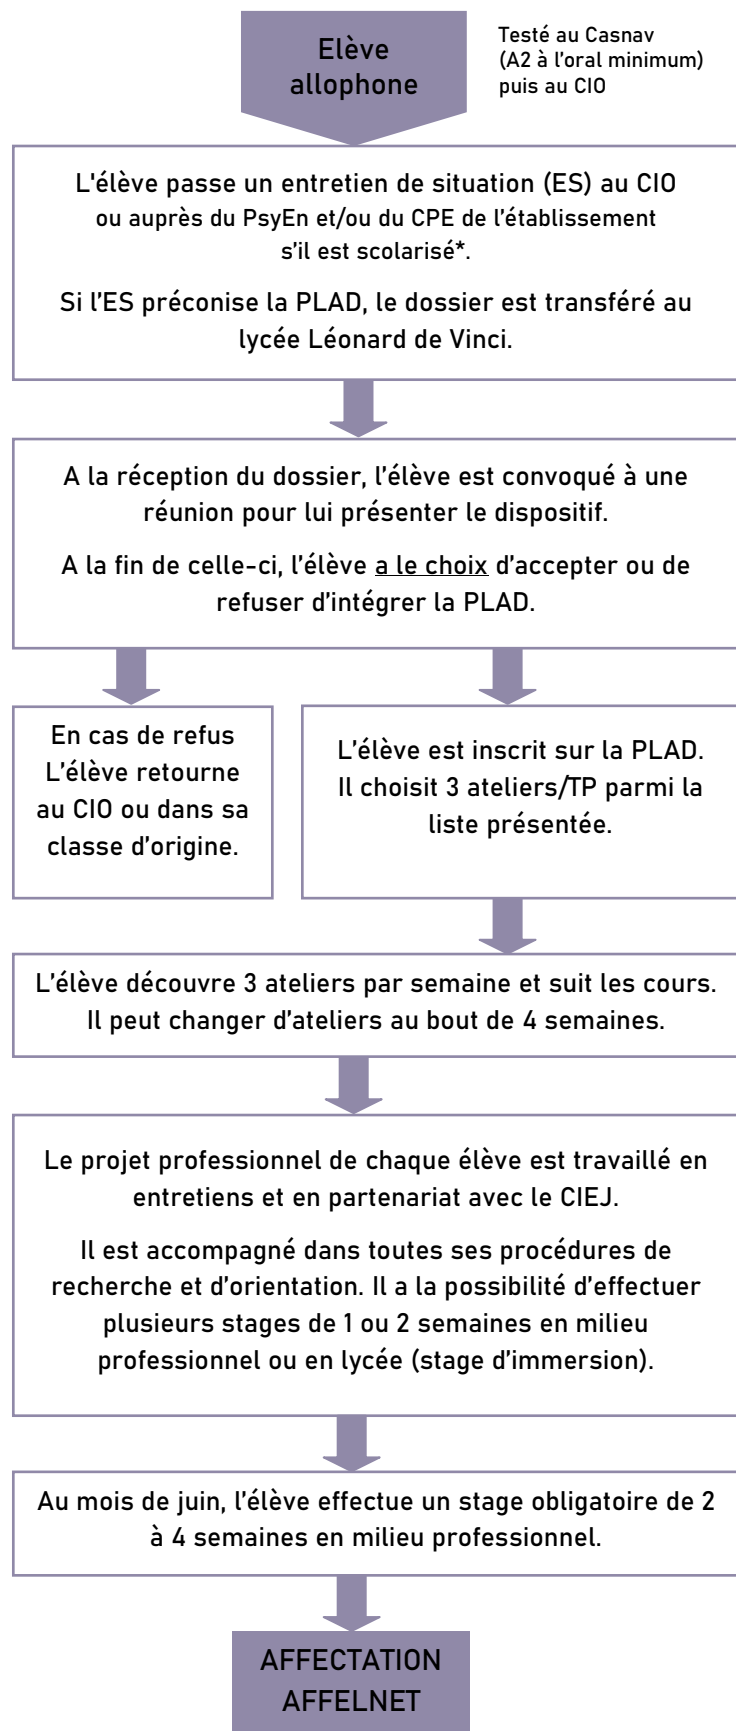 Elève
allophone
Testé au Casnav
(A2 à l'oral minimum)
puis au CIO
L'élève passe un entretien de situation (ES) au CIO
ou auprès du PsyEn et/ou du CPE de l'établissement
s'il est scolarisé*.
Si l'ES préconise la PLAD, le dossier est transféré au
lycée Léonard de Vinci.
A la réception du dossier, l'élève est convoqué à une
réunion pour lui présenter le dispositif.
A la fin de celle-ci, l'élève a le choix d'accepter ou de
refuser d'intégrer la PLAD.
En cas de refus
L'élève retourne
au CIO ou dans sa
classe d'origine.
L'élève est inscrit sur la PLAD.
Il choisit 3 ateliers/TP parmi la
liste présentée.
L'élève découvre 3 ateliers par semaine et suit les cours.
Il peut changer d'ateliers au bout de 4 semaines.
Le projet professionnel de chaque élève est travaillé en
entretiens et en partenariat avec le CIEJ.
Il est accompagné dans toutes ses procédures de
recherche et d'orientation. Il a la possibilité d'effectuer
plusieurs stages de 1 ou 2 semaines en milieu
professionnel ou en lycée (stage d'immersion).
Au mois de juin, l'élève effectue un stage obligatoire de 2
à 4 semaines en milieu professionnel.
AFFECTATION
AFFELNET